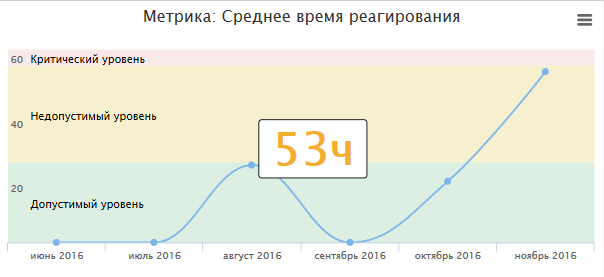 Метрика: Среднее время реагирования
60
Критический уровень
Недопустимый уровень
40
53ч
20
Допустимый уровень
июнь 2016
июль 2016
август 2016
сентябрь 2016
октябрь 2016
ноябрь 2016